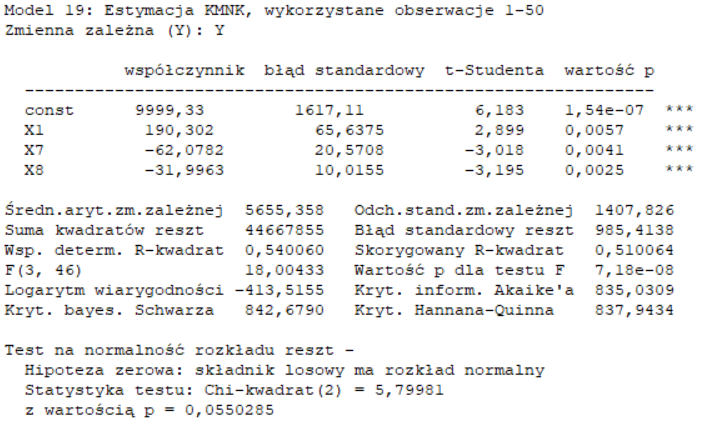 Model 19: Estymacja KMNK, wykorzystane obserwacje 1-50
Zmienna zależna (Y): Y
współczynnik błąd standardowy t-Studenta wartość p
---------------------------------------------------------------
const 9999,33 1617,11 6,183 1,54e-07 ***
X1 190,302 65,6375 2,899 0,0057 ***
X7 −62,0782 20,5708 −3,018 0,0041 ***
X8 −31,9963 10,0155 −3,195 0,0025 ***
Średn.aryt.zm.zależnej 5655,358 Odch.stand.zm.zależnej 1407,826
Suma kwadratów reszt 44667855 Błąd standardowy reszt 985,4138
Wsp. determ. R-kwadrat 0,540060 Skorygowany R-kwadrat 0,510064
F(3, 46) 18,00433 Wartość p dla testu F 7,18e-08
Logarytm wiarygodności −413,5155 Kryt. inform. Akaike'a 835,0309
Kryt. bayes. Schwarza 842,6790 Kryt. Hannana-Quinna 837,9434
Test na normalność rozkładu reszt -
Hipoteza zerowa: składnik losowy ma rozkład normalny
Statystyka testu: Chi-kwadrat(2) = 5,79981
z wartością p = 0,0550285